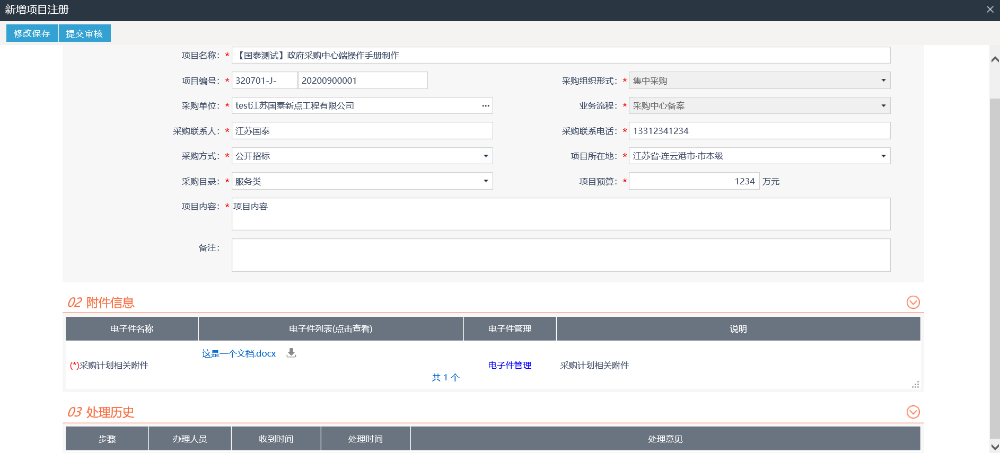 新增项目注册
修改保存 提交审核
项目名称：* 【国泰测试】政府采购中心端操作手册制作
项目编号：* 320701-J- 20200900001 采购组织形式：* 集中采购
采购单位：* test江苏国泰新点工程有限公司 ··· 业务流程：* 采购中心备案
采购联系人：* 江苏国泰 采购联系电话：* 13312341234
采购方式：* 公开招标 项目所在地：* 江苏省·连云港市·市本级
采购目录：* 服务类 项目预算：* 1234 万元
项目内容：* 项目内容
备注：
02 附件信息
电子件名称 电子件列表(点击查看) 电子件管理 说明
这是一个文档.docx
(*)采购计划相关附件 电子件管理 采购计划相关附件
共 1 个
03 处理历史
步骤 办理人员 收到时间 处理时间 处理意见